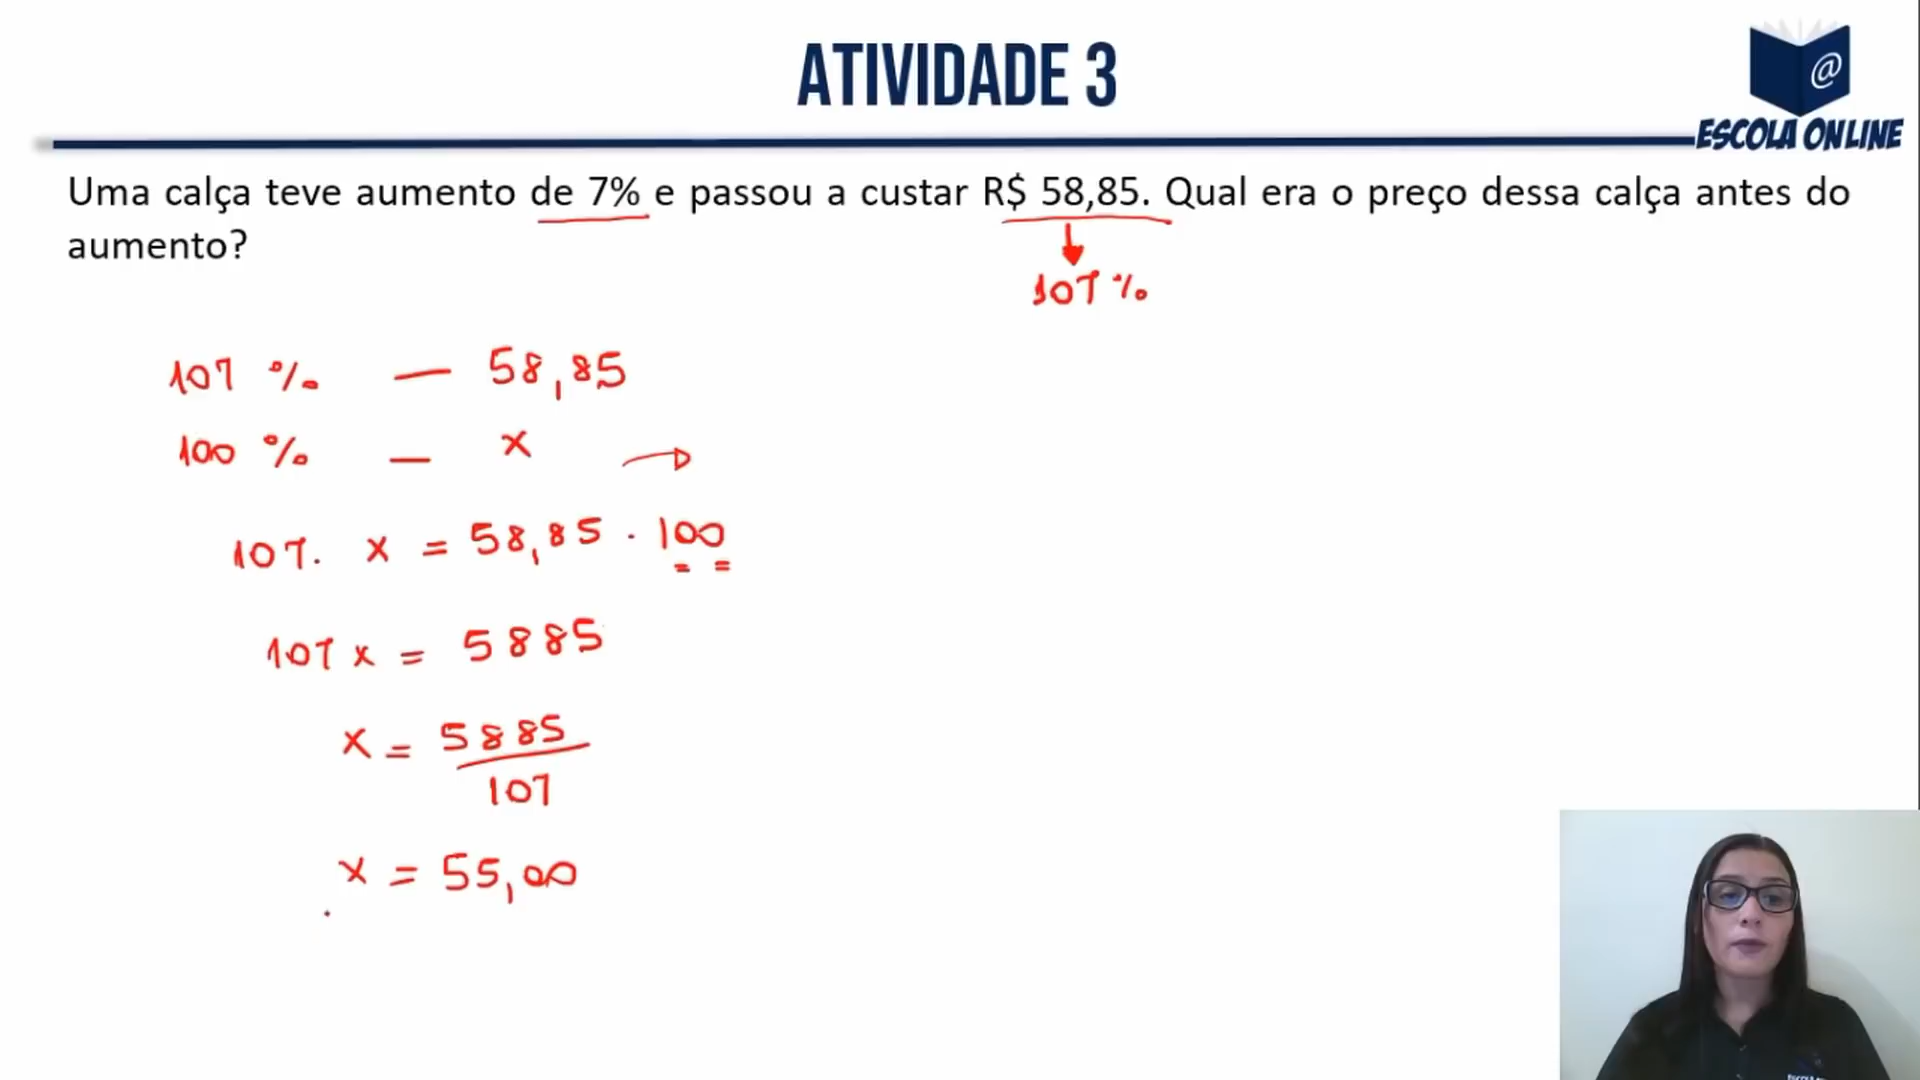 ATIVIDADE 3
@
ESCOLA ONLINE
Uma calça teve aumento de 7% e passou a custar R$ 58,85. Qual era o preço dessa calça antes do
aumento?
107 %
107 % — 58,85
100 % — x
107. x = 58,85 . 100
107 x = 5885
x = 5885
107
x = 55,00